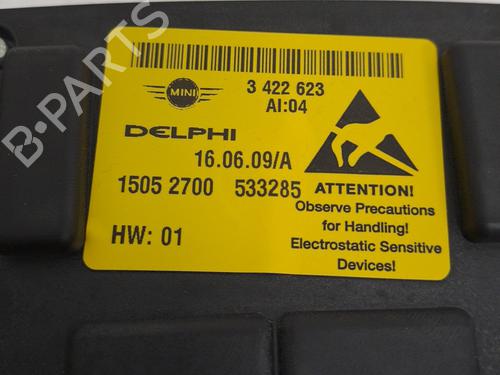 MINI
3 422 623
AI:04
DELPHI
16.06.09/A
1505 2700 533285
HW: 01
ATTENTION!
Observe Precautions
for Handling!
Electrostatic Sensitive
Devices!
B-PARTS